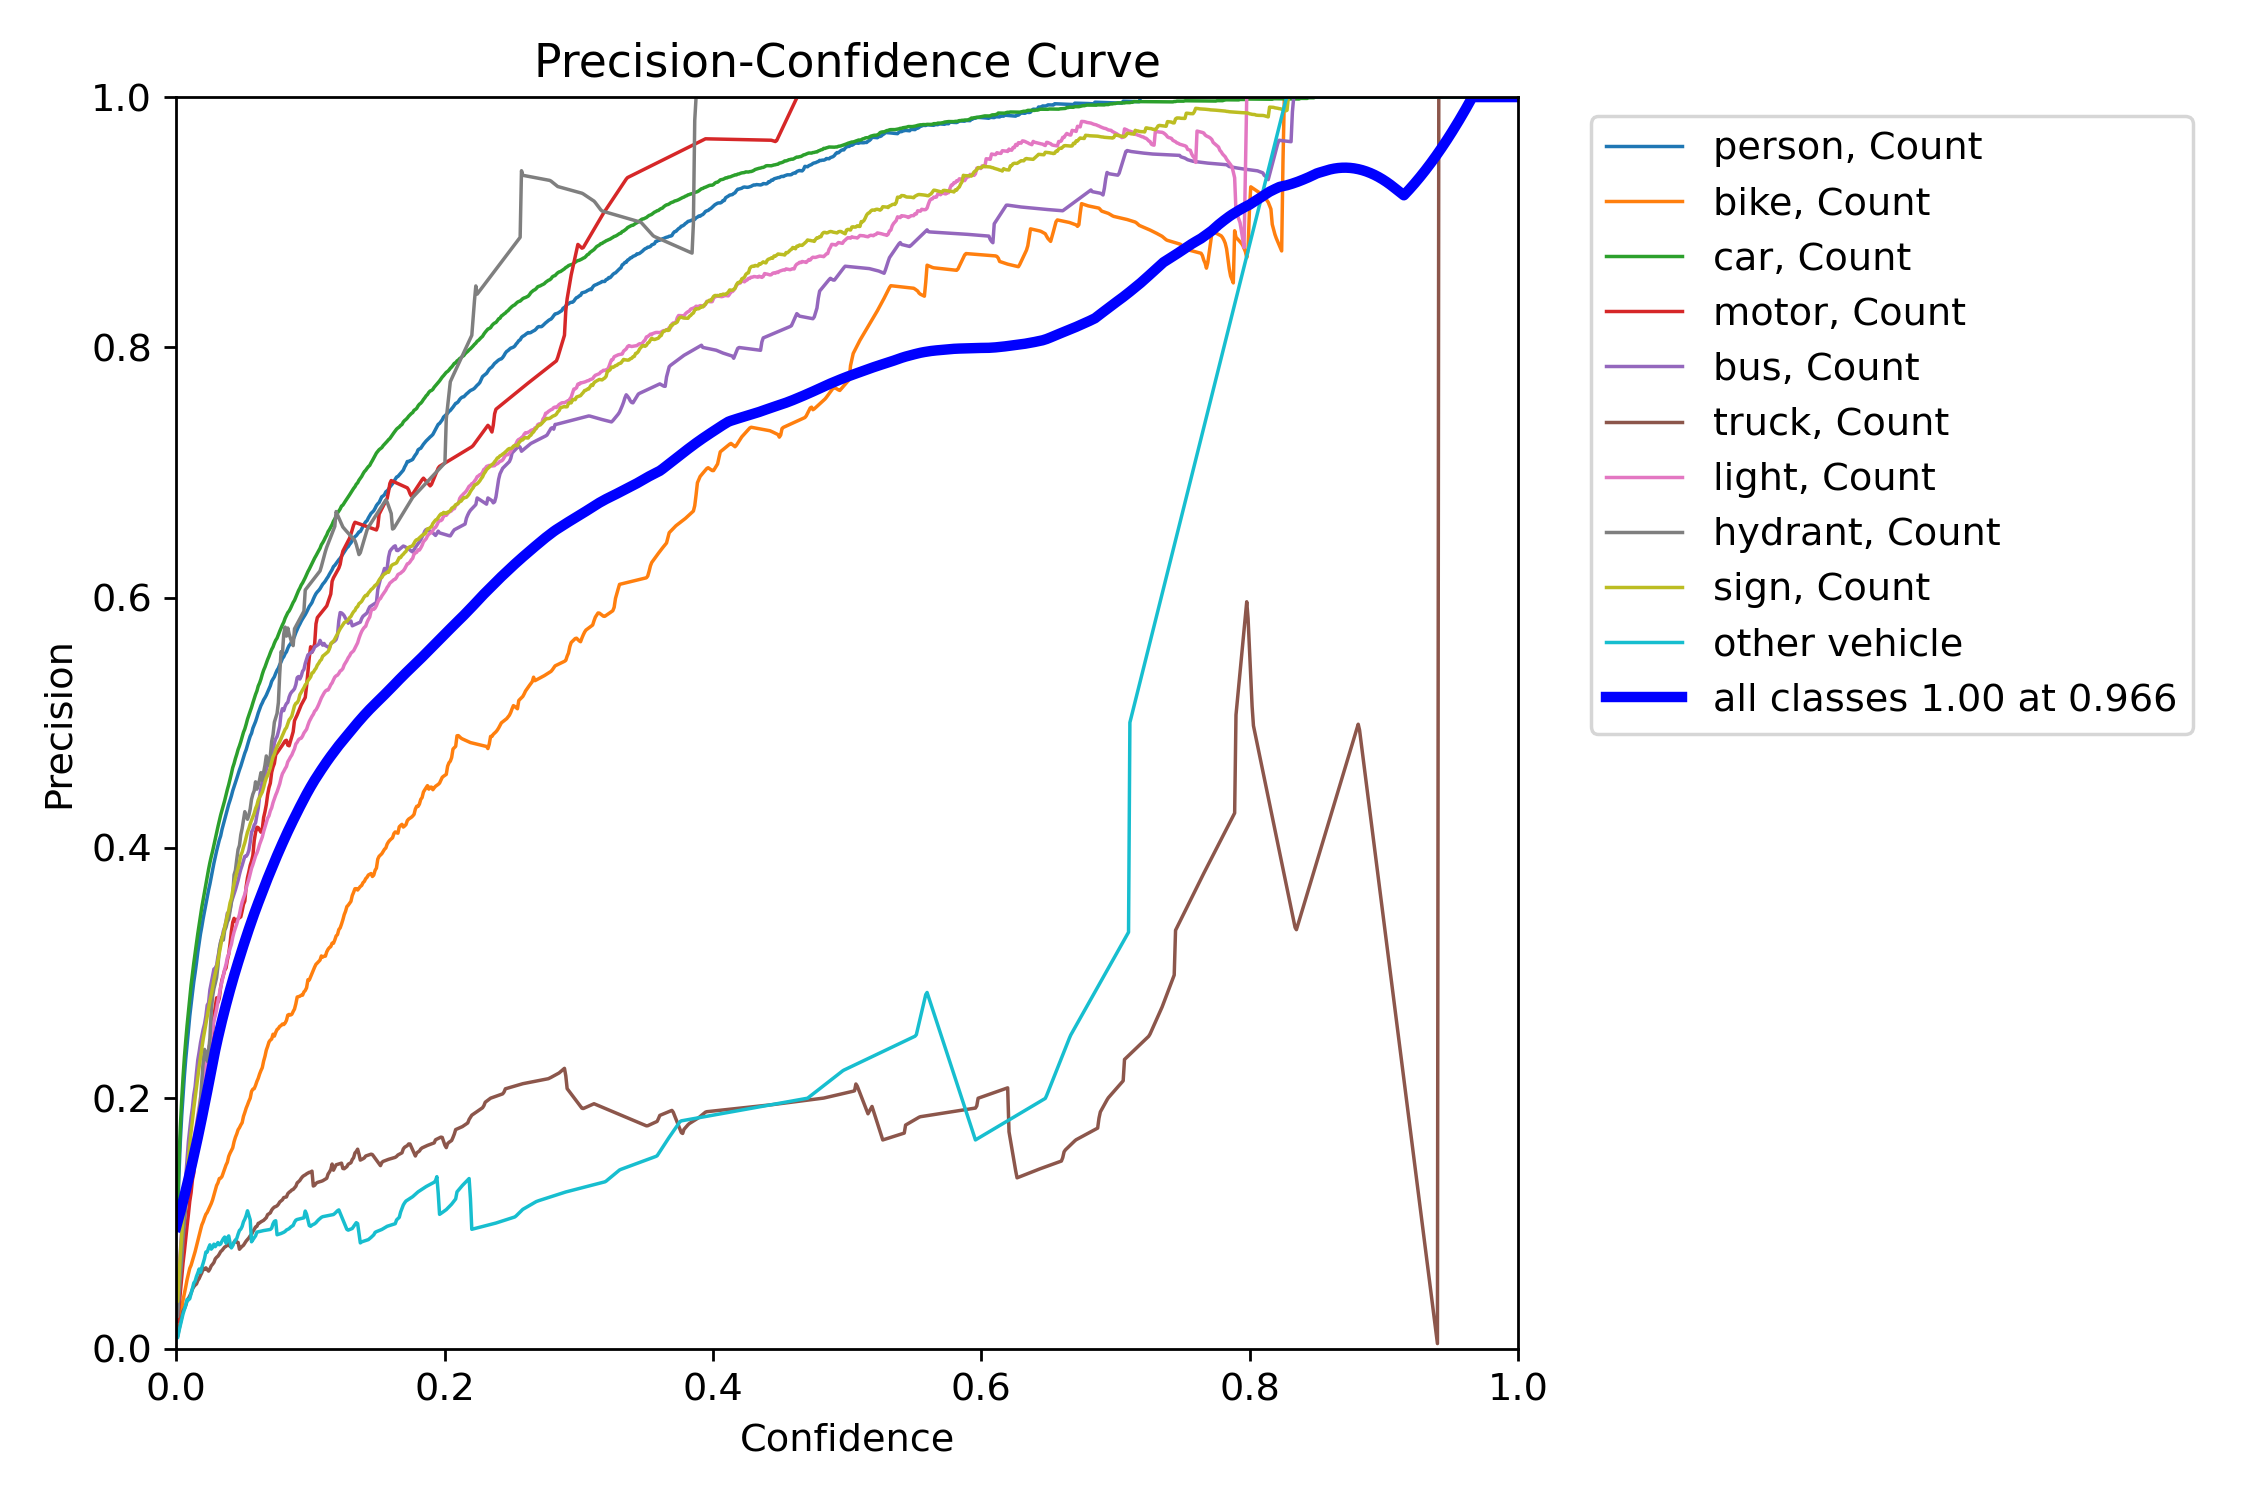 Precision-Confidence Curve
1.0
0.8
0.6
0.4
0.2
0.0
Precision
0.0 0.2 0.4 0.6 0.8 1.0
Confidence
person, Count
bike, Count
car, Count
motor, Count
bus, Count
truck, Count
light, Count
hydrant, Count
sign, Count
other vehicle
all classes 1.00 at 0.966